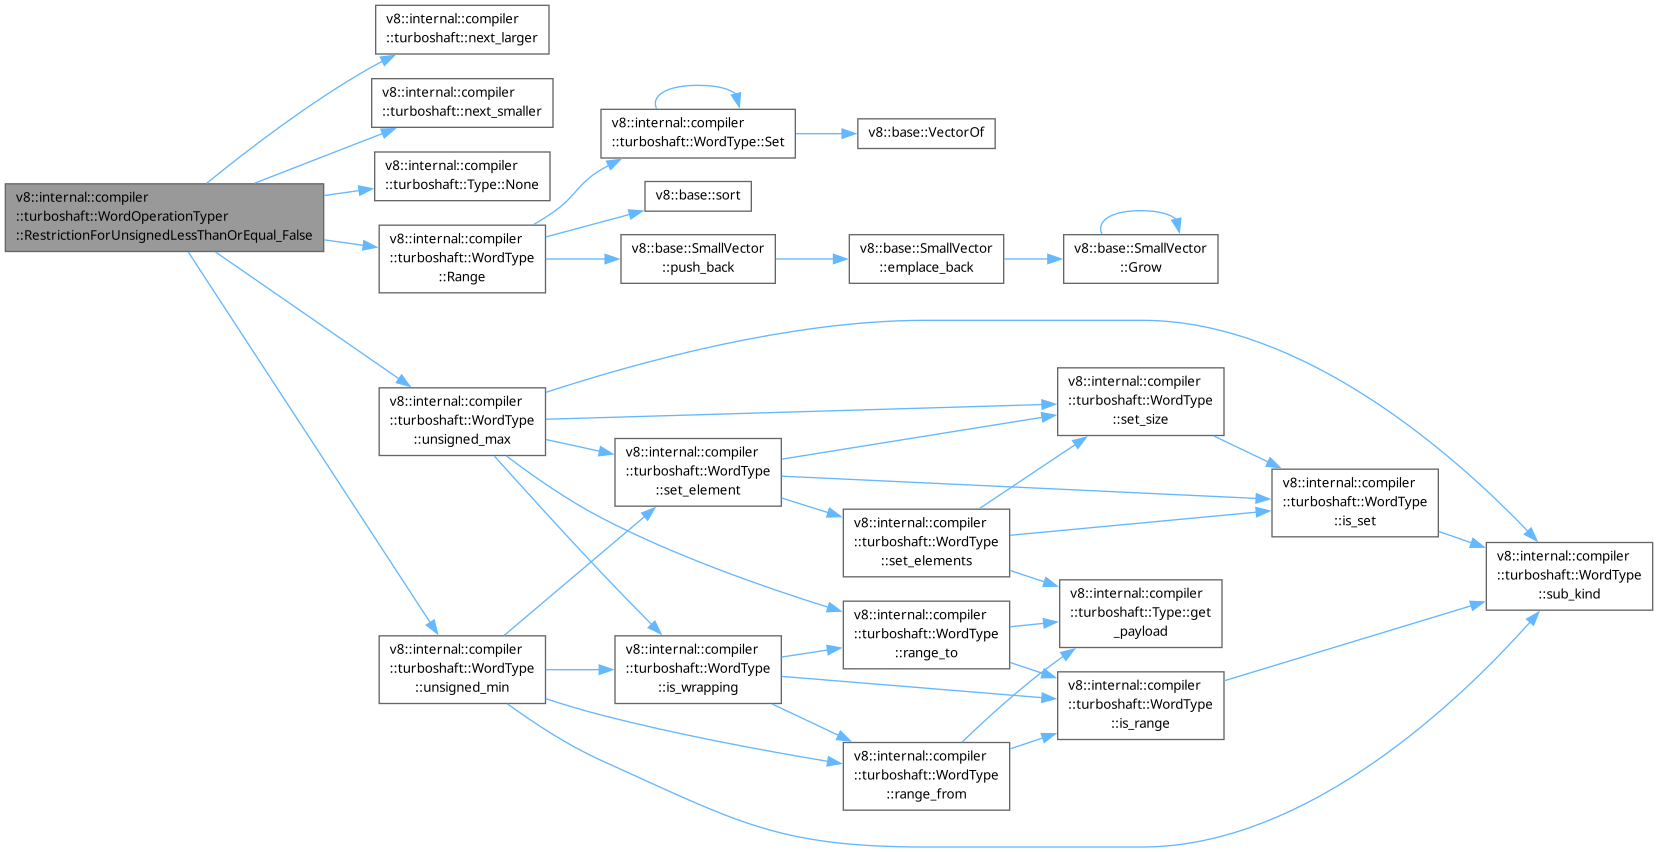 v8::internal::compiler
::turboshaft::WordOperationTyper
::RestrictionForUnsignedLessThanOrEqual_False
v8::internal::compiler
::turboshaft::next_larger
v8::internal::compiler
::turboshaft::next_smaller
v8::internal::compiler
::turboshaft::Type::None
v8::internal::compiler
::turboshaft::WordType
::Range
v8::internal::compiler
::turboshaft::WordType::Set
v8::base::VectorOf
v8::base::sort
v8::base::SmallVector
::push_back
v8::base::SmallVector
::emplace_back
v8::base::SmallVector
::Grow
v8::internal::compiler
::turboshaft::WordType
::unsigned_max
v8::internal::compiler
::turboshaft::WordType
::set_element
v8::internal::compiler
::turboshaft::WordType
::set_size
v8::internal::compiler
::turboshaft::WordType
::is_set
v8::internal::compiler
::turboshaft::WordType
::set_elements
v8::internal::compiler
::turboshaft::WordType
::sub_kind
v8::internal::compiler
::turboshaft::Type::get
_payload
v8::internal::compiler
::turboshaft::WordType
::range_to
v8::internal::compiler
::turboshaft::WordType
::unsigned_min
v8::internal::compiler
::turboshaft::WordType
::is_wrapping
v8::internal::compiler
::turboshaft::WordType
::is_range
v8::internal::compiler
::turboshaft::WordType
::range_from